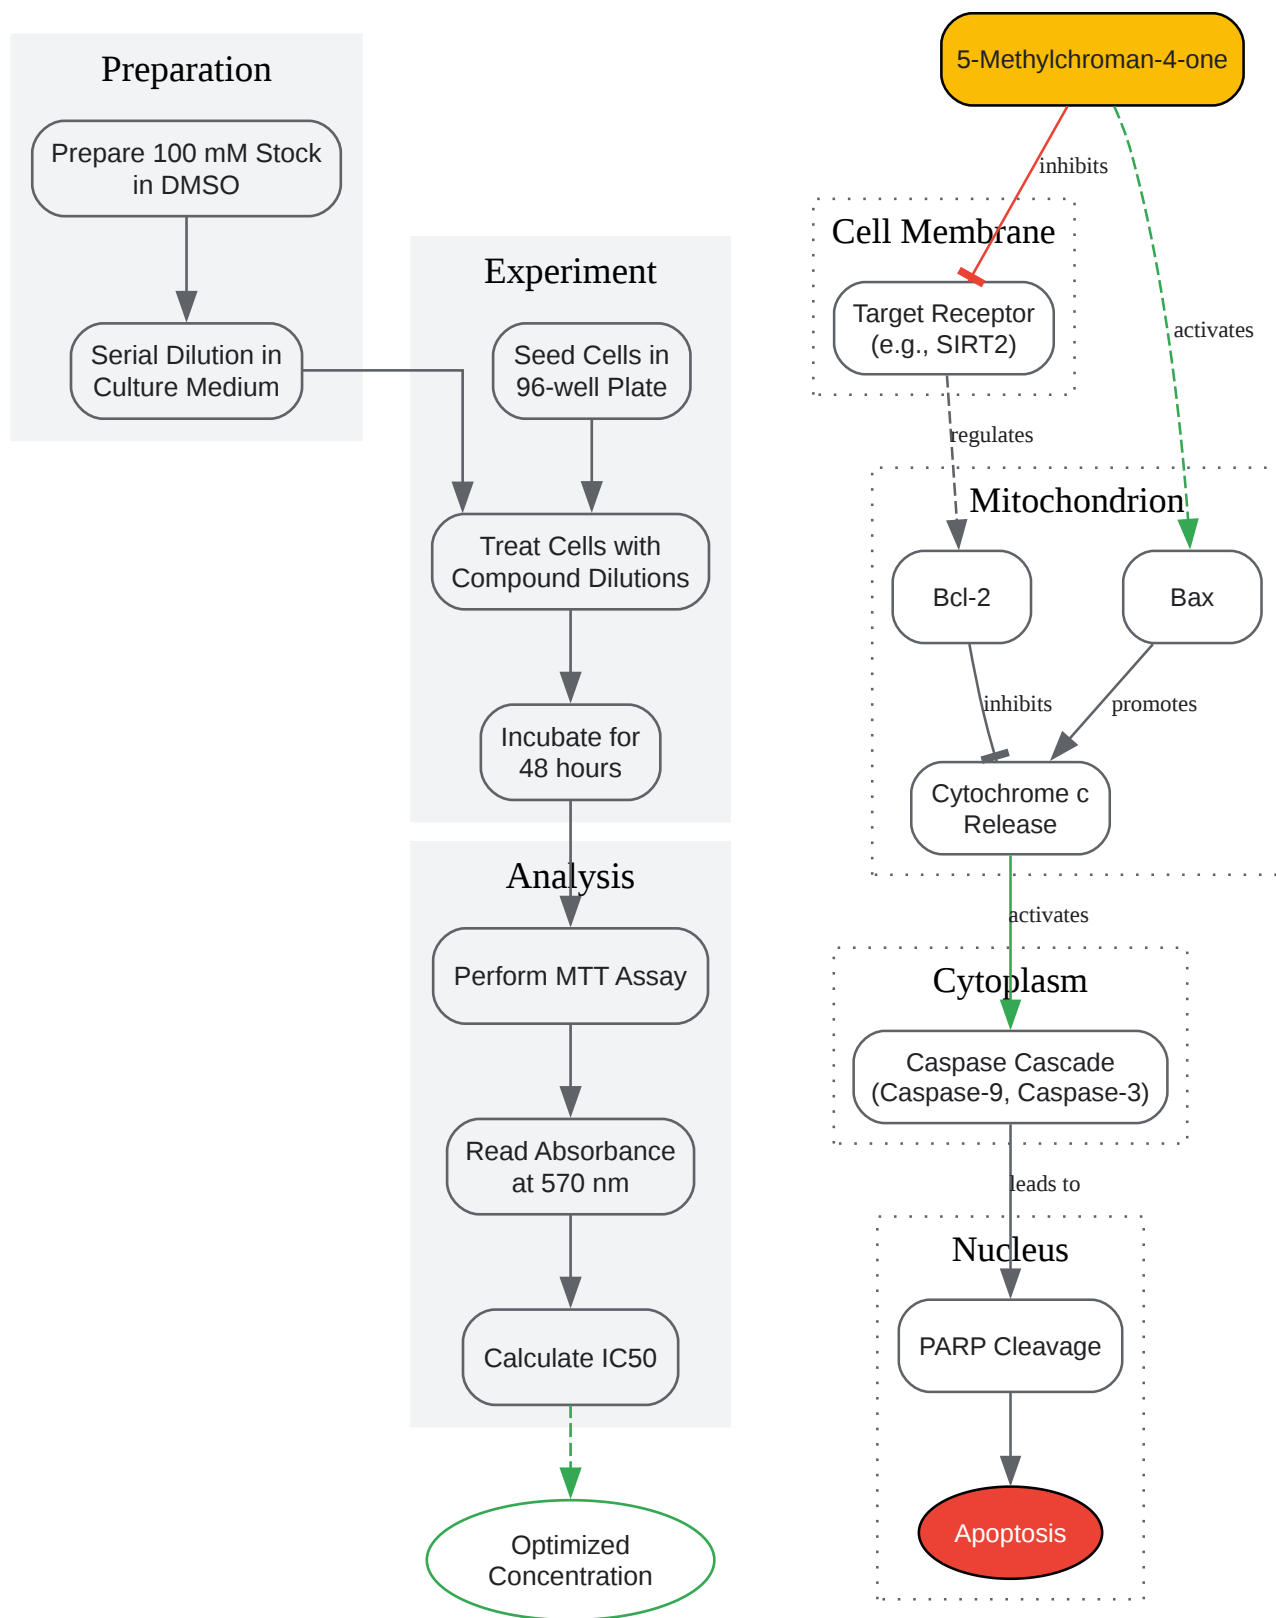 Preparation
Prepare 100 mM Stock
in DMSO
Serial Dilution in
Culture Medium
Experiment
Seed Cells in
96-well Plate
Treat Cells with
Compound Dilutions
Incubate for
48 hours
Analysis
Perform MTT Assay
Read Absorbance
at 570 nm
Calculate IC50
Optimized
Concentration
5-Methylchroman-4-one
inhibits
activates
Cell Membrane
Target Receptor
(e.g., SIRT2)
regulates
Mitochondrion
Bcl-2
Bax
inhibits
promotes
Cytochrome c
Release
activates
Cytoplasm
Caspase Cascade
(Caspase-9, Caspase-3)
leads to
Nucleus
PARP Cleavage
Apoptosis